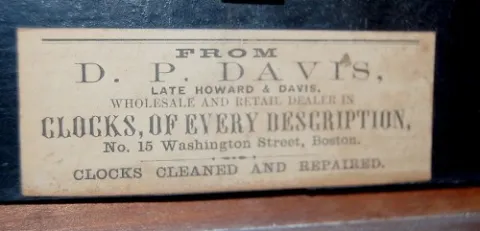 FROM
D. P. DAVIS,
LATE HOWARD & DAVIS,
WHOLESALE AND RETAIL DEALER IN
CLOCKS, OF EVERY DESCRIPTION,
No. 15 Washington Street, Boston.
CLOCKS CLEANED AND REPAIRED.